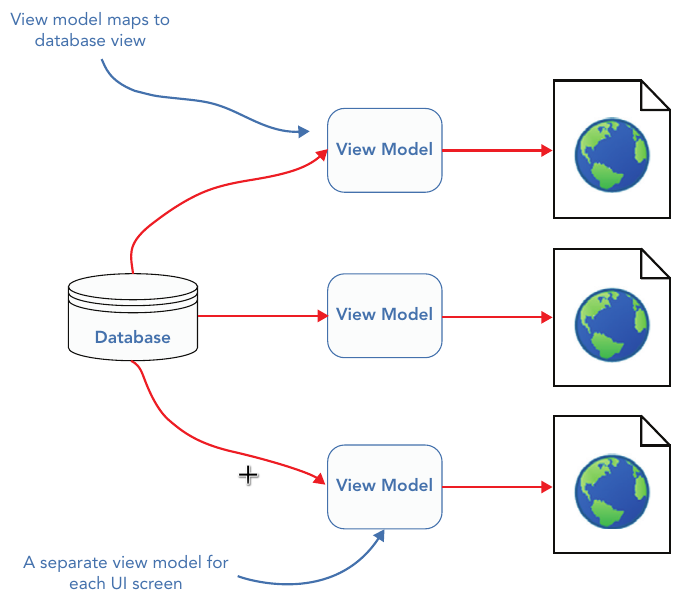 View model maps to
database view
View Model
View Model
Database
View Model
A separate view model for
each UI screen